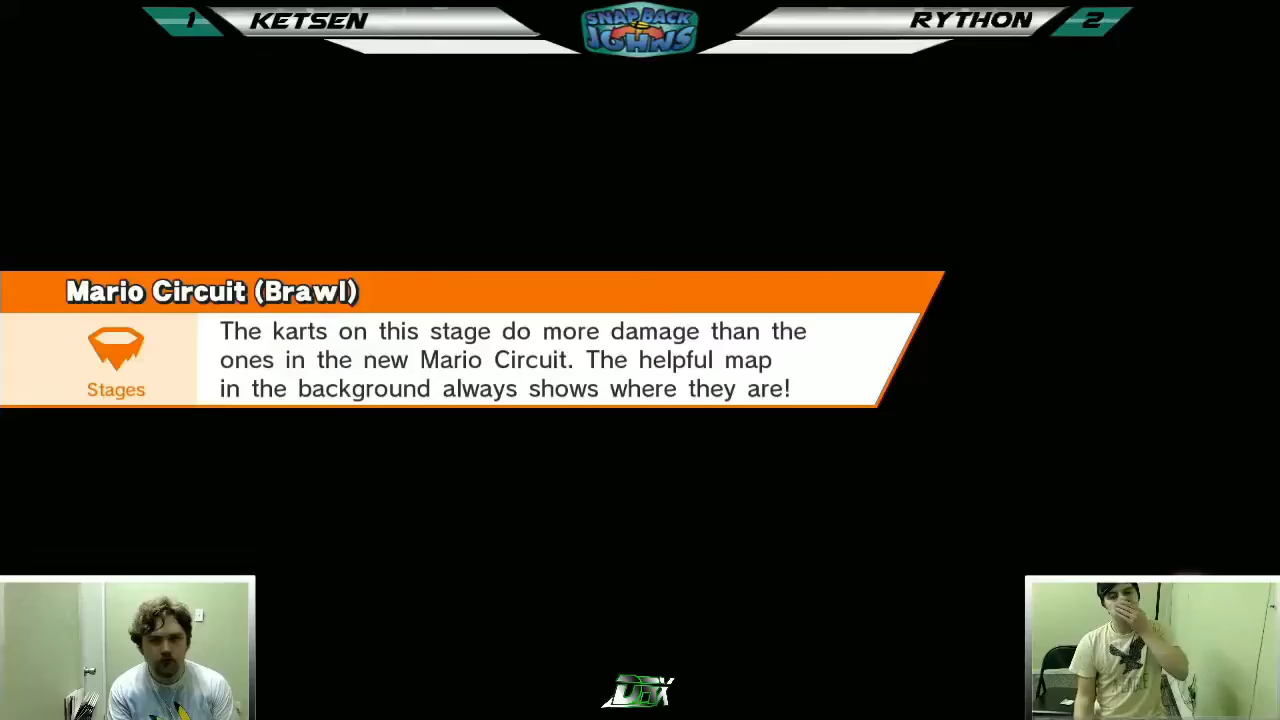 1 KETSEN
SNAP BACK
JOHNS
RYTHON 2
Mario Circuit (Brawl)
The karts on this stage do more damage than the
ones in the new Mario Circuit. The helpful map
in the background always shows where they are!
Stages